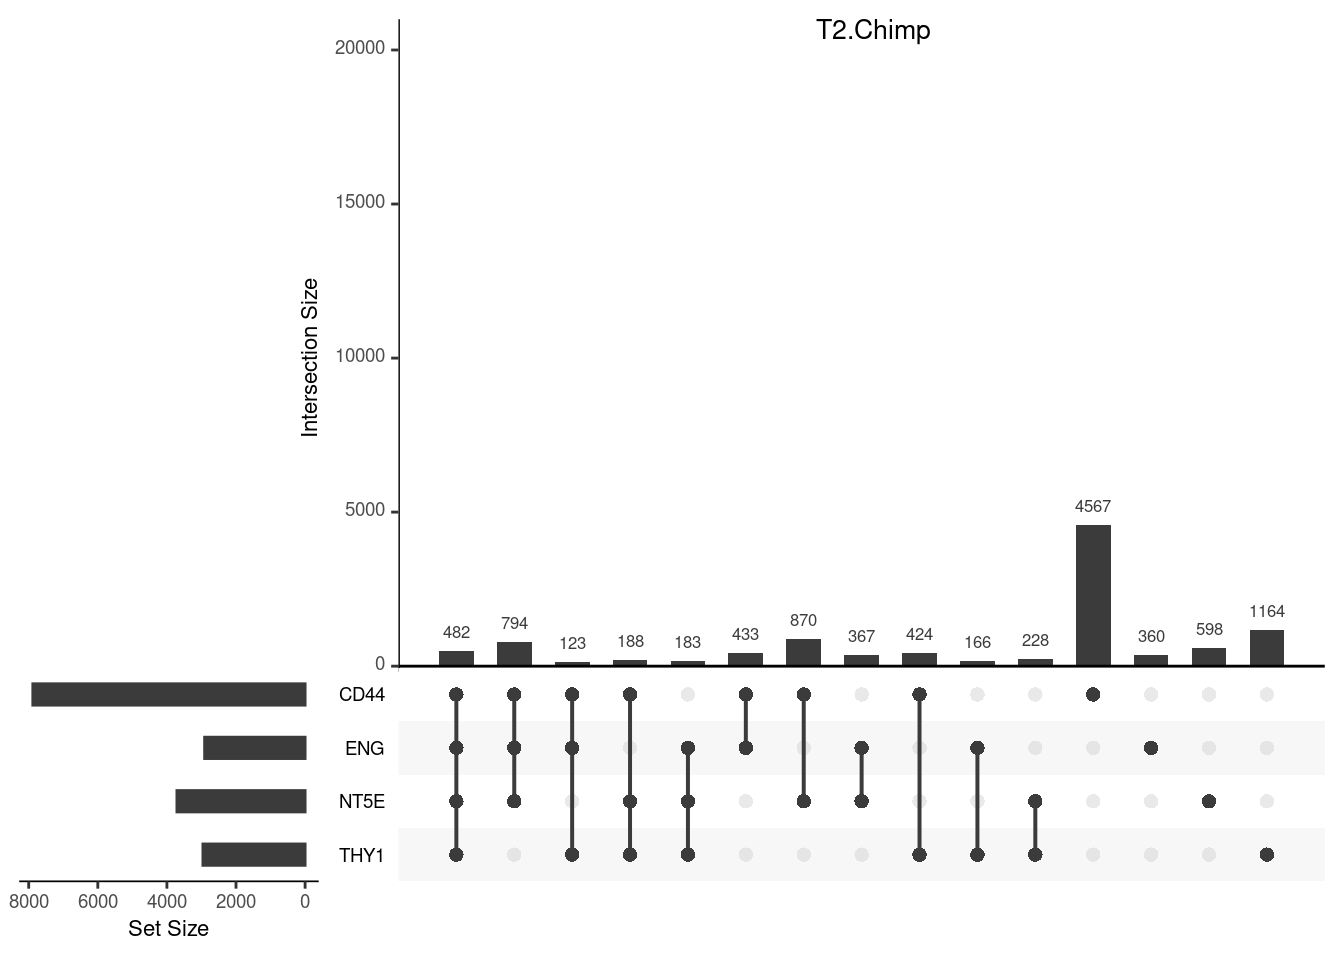 T2.Chimp
20000
15000
10000
5000
0
Intersection Size
482 794 123 188 183 433 870 367 424 166 228 4567 360 598 1164
CD44
ENG
NT5E
THY1
8000 6000 4000 2000 0
Set Size